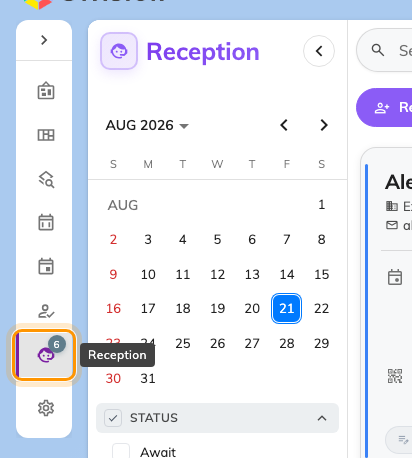 Reception
Se
AUG 2026
Re
S M T W T F S
AUG 1
2 3 4 5 6 7 8
9 10 11 12 13 14 15
16 17 18 19 20 21 22
23 24 25 26 27 28 29
30 31
Ale
E
al
6
Reception
STATUS
Await